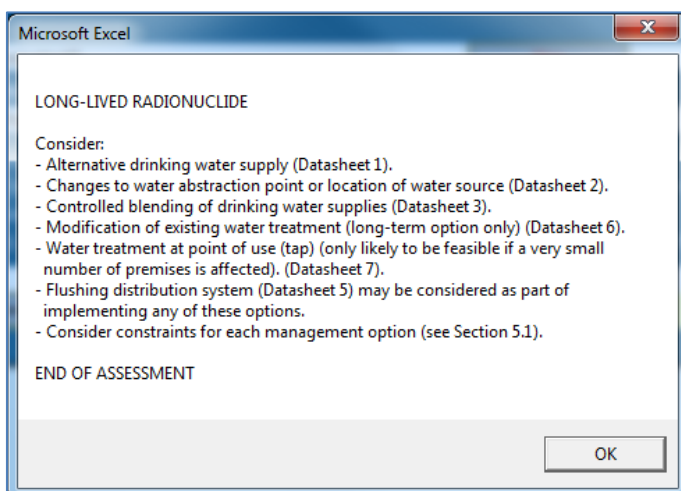 Microsoft Excel
LONG-LIVED RADIONUCLIDE
Consider:
- Alternative drinking water supply (Datasheet 1).
- Changes to water abstraction point or location of water source (Datasheet 2).
- Controlled blending of drinking water supplies (Datasheet 3).
- Modification of existing water treatment (long-term option only) (Datasheet 6).
- Water treatment at point of use (tap) (only likely to be feasible if a very small
number of premises is affected). (Datasheet 7).
- Flushing distribution system (Datasheet 5) may be considered as part of
implementing any of these options.
- Consider constraints for each management option (see Section 5.1).
END OF ASSESSMENT
OK